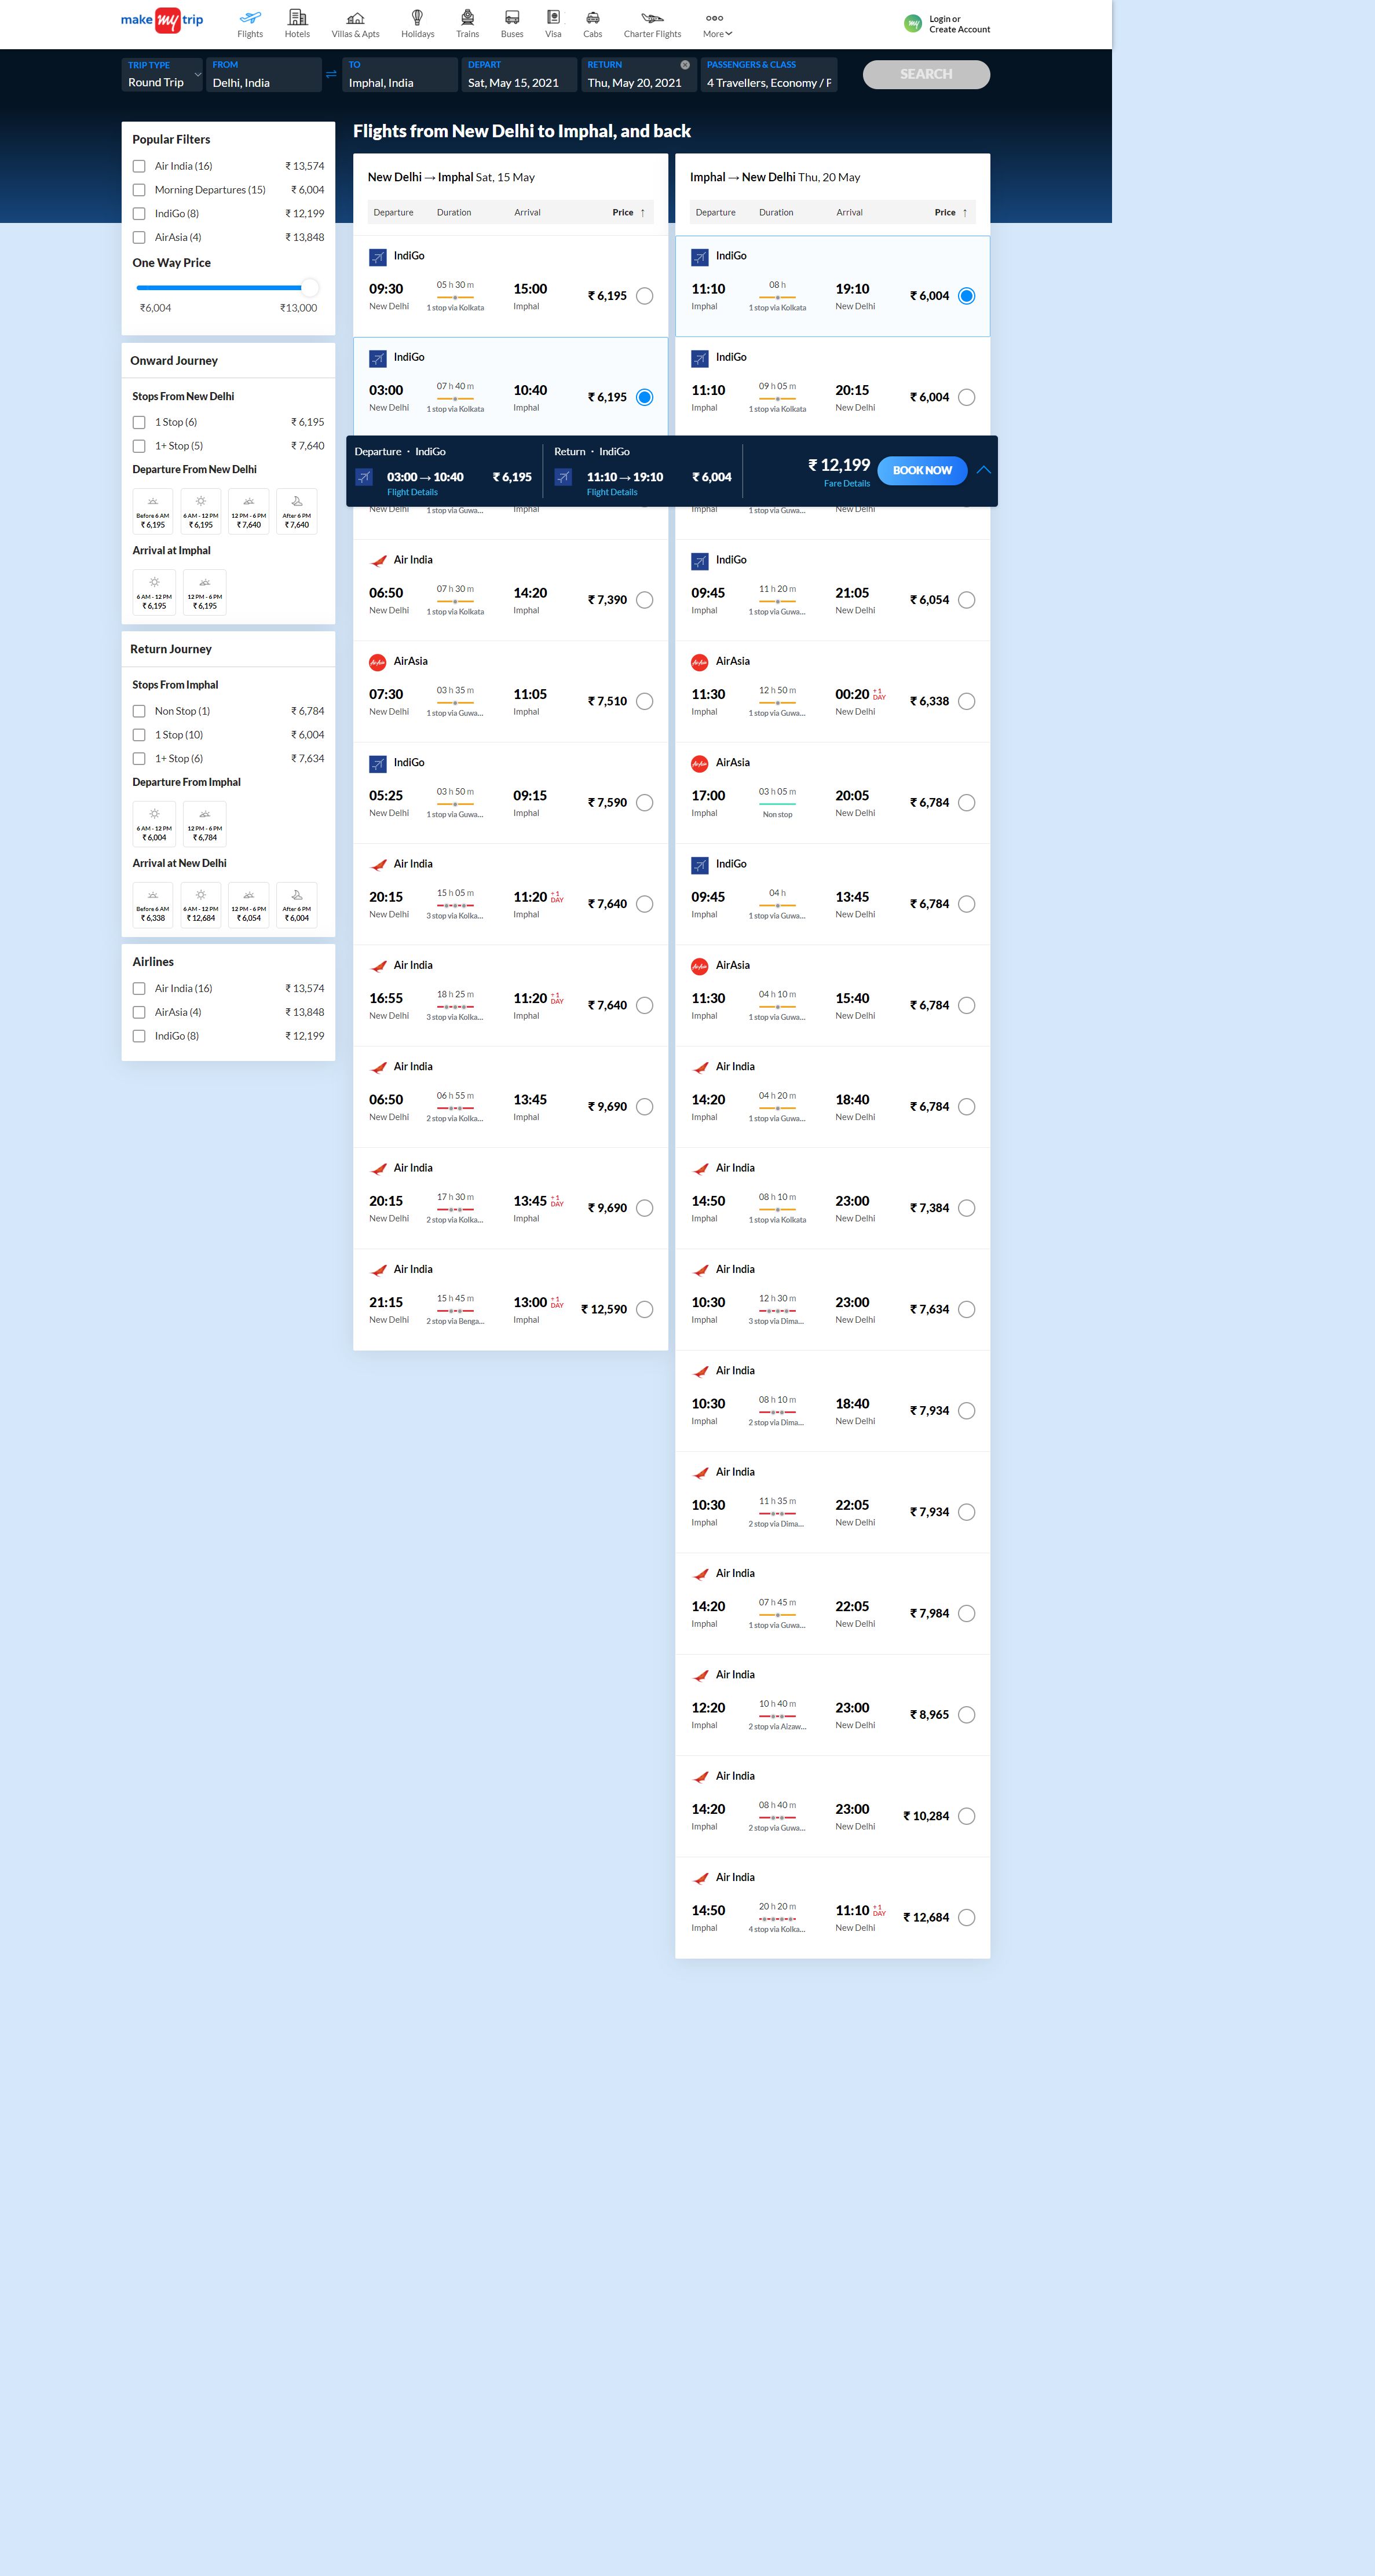 make my trip
Flights
Hotels
Villas & Apts
Holidays
Trains
Buses
Visa
Cabs
Charter Flights
More
my
Login or
Create Account
TRIP TYPE
Round Trip
FROM
Delhi, India
TO
Imphal, India
DEPART
Sat, May 15, 2021
RETURN
Thu, May 20, 2021
PASSENGERS & CLASS
4 Travellers, Economy / F
SEARCH
Popular Filters
Air India (16) ₹ 13,574
Morning Departures (15) ₹ 6,004
IndiGo (8) ₹ 12,199
AirAsia (4) ₹ 13,848
One Way Price
₹6,004 ₹13,000
Onward Journey
Stops From New Delhi
1 Stop (6) ₹ 6,195
1+ Stop (5) ₹ 7,640
Departure From New Delhi
Before 6 AM 6 AM - 12 PM 12 PM - 6 PM After 6 PM
₹ 6,195 ₹ 6,195 ₹ 7,640 ₹ 7,640
Arrival at Imphal
6 AM - 12 PM 12 PM - 6 PM
₹ 6,195 ₹ 6,195
Return Journey
Stops From Imphal
Non Stop (1) ₹ 6,784
1 Stop (10) ₹ 6,004
1+ Stop (6) ₹ 7,634
Departure From Imphal
6 AM - 12 PM 12 PM - 6 PM
₹ 6,004 ₹ 6,784
Arrival at New Delhi
Before 6 AM 6 AM - 12 PM 12 PM - 6 PM After 6 PM
₹ 6,338 ₹ 12,684 ₹ 6,054 ₹ 6,004
Airlines
Air India (16) ₹ 13,574
AirAsia (4) ₹ 13,848
IndiGo (8) ₹ 12,199
Flights from New Delhi to Imphal, and back
New Delhi → Imphal Sat, 15 May
Departure Duration Arrival Price ↑
IndiGo
09:30 05 h 30 m 15:00 ₹ 6,195
New Delhi 1 stop via Kolkata Imphal
IndiGo
03:00 07 h 40 m 10:40 ₹ 6,195
New Delhi 1 stop via Kolkata Imphal
New Delhi 1 stop via Guwa... Imphal
Air India
06:50 07 h 30 m 14:20 ₹ 7,390
New Delhi 1 stop via Kolkata Imphal
AirAsia
07:30 03 h 35 m 11:05 ₹ 7,510
New Delhi 1 stop via Guwa... Imphal
IndiGo
05:25 03 h 50 m 09:15 ₹ 7,590
New Delhi 1 stop via Guwa... Imphal
Air India
20:15 15 h 05 m 11:20 +1 DAY ₹ 7,640
New Delhi 3 stop via Kolka... Imphal
Air India
16:55 18 h 25 m 11:20 +1 DAY ₹ 7,640
New Delhi 3 stop via Kolka... Imphal
Air India
06:50 06 h 55 m 13:45 ₹ 9,690
New Delhi 2 stop via Kolka... Imphal
Air India
20:15 17 h 30 m 13:45 +1 DAY ₹ 9,690
New Delhi 2 stop via Kolka... Imphal
Air India
21:15 15 h 45 m 13:00 +1 DAY ₹ 12,590
New Delhi 2 stop via Benga... Imphal
Imphal → New Delhi Thu, 20 May
Departure Duration Arrival Price ↑
IndiGo
11:10 08 h 19:10 ₹ 6,004
Imphal 1 stop via Kolkata New Delhi
IndiGo
11:10 09 h 05 m 20:15 ₹ 6,004
Imphal 1 stop via Kolkata New Delhi
Imphal 1 stop via Guwa... New Delhi
IndiGo
09:45 11 h 20 m 21:05 ₹ 6,054
Imphal 1 stop via Guwa... New Delhi
AirAsia
11:30 12 h 50 m 00:20 +1 DAY ₹ 6,338
Imphal 1 stop via Guwa... New Delhi
AirAsia
17:00 03 h 05 m 20:05 ₹ 6,784
Imphal Non stop New Delhi
IndiGo
09:45 04 h 13:45 ₹ 6,784
Imphal 1 stop via Guwa... New Delhi
AirAsia
11:30 04 h 10 m 15:40 ₹ 6,784
Imphal 1 stop via Guwa... New Delhi
Air India
14:20 04 h 20 m 18:40 ₹ 6,784
Imphal 1 stop via Guwa... New Delhi
Air India
14:50 08 h 10 m 23:00 ₹ 7,384
Imphal 1 stop via Kolkata New Delhi
Air India
10:30 12 h 30 m 23:00 ₹ 7,634
Imphal 3 stop via Dima... New Delhi
Air India
10:30 08 h 10 m 18:40 ₹ 7,934
Imphal 2 stop via Dima... New Delhi
Air India
10:30 11 h 35 m 22:05 ₹ 7,934
Imphal 2 stop via Dima... New Delhi
Air India
14:20 07 h 45 m 22:05 ₹ 7,984
Imphal 1 stop via Guwa... New Delhi
Air India
12:20 10 h 40 m 23:00 ₹ 8,965
Imphal 2 stop via Aizaw... New Delhi
Air India
14:20 08 h 40 m 23:00 ₹ 10,284
Imphal 2 stop via Guwa... New Delhi
Air India
14:50 20 h 20 m 11:10 +1 DAY ₹ 12,684
Imphal 4 stop via Kolka... New Delhi
Departure · IndiGo
03:00 → 10:40 ₹ 6,195
Flight Details
Return · IndiGo
11:10 → 19:10 ₹ 6,004
Flight Details
₹ 12,199
Fare Details
BOOK NOW